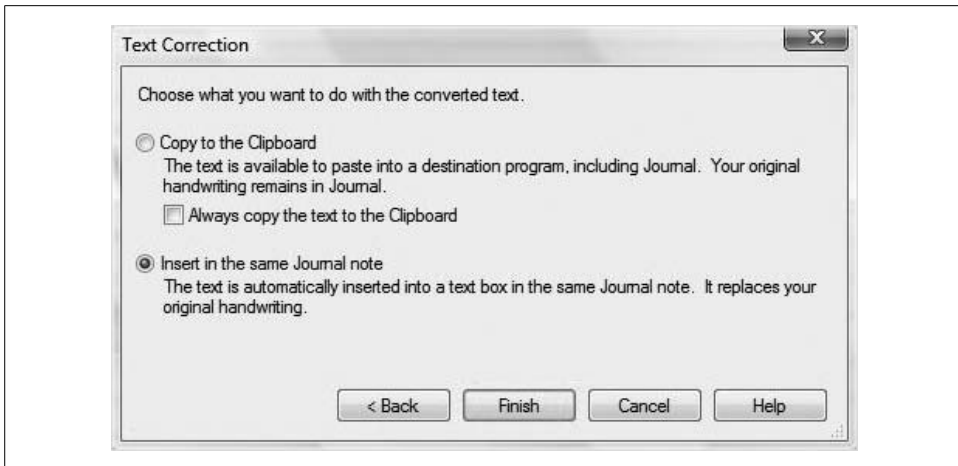 Text Correction
Choose what you want to do with the converted text.
Copy to the Clipboard
The text is available to paste into a destination program, including Journal. Your original
handwriting remains in Journal.
Always copy the text to the Clipboard
Insert in the same Journal note
The text is automatically inserted into a text box in the same Journal note. It replaces your
original handwriting.
< Back Finish Cancel Help